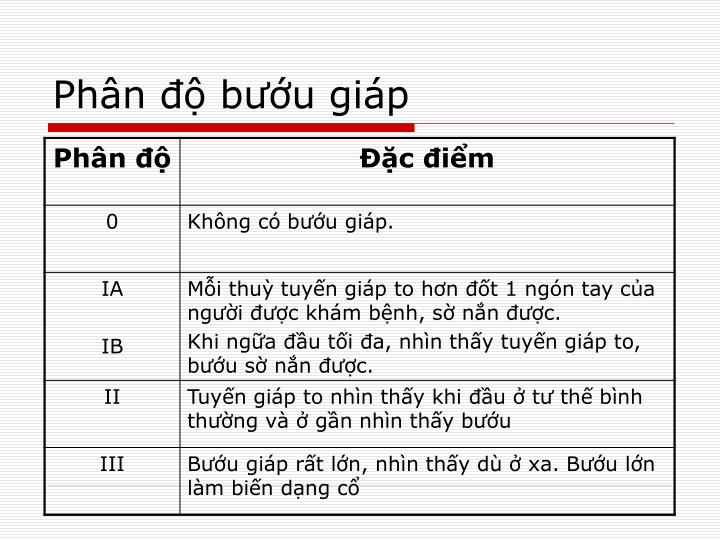 Phân độ bướu giáp
Phân độ
Đặc điểm
0
Không có bướu giáp.
IA
Mỗi thuỳ tuyến giáp to hơn đốt 1 ngón tay của
người được khám bệnh, sờ nắn được.
IB
Khi ngữa đầu tối đa, nhìn thấy tuyến giáp to,
bướu sờ nắn được.
II
Tuyến giáp to nhìn thấy khi đầu ở tư thế bình
thường và ở gần nhìn thấy bướu
III
Bướu giáp rất lớn, nhìn thấy dù ở xa. Bướu lớn
làm biến dạng cổ